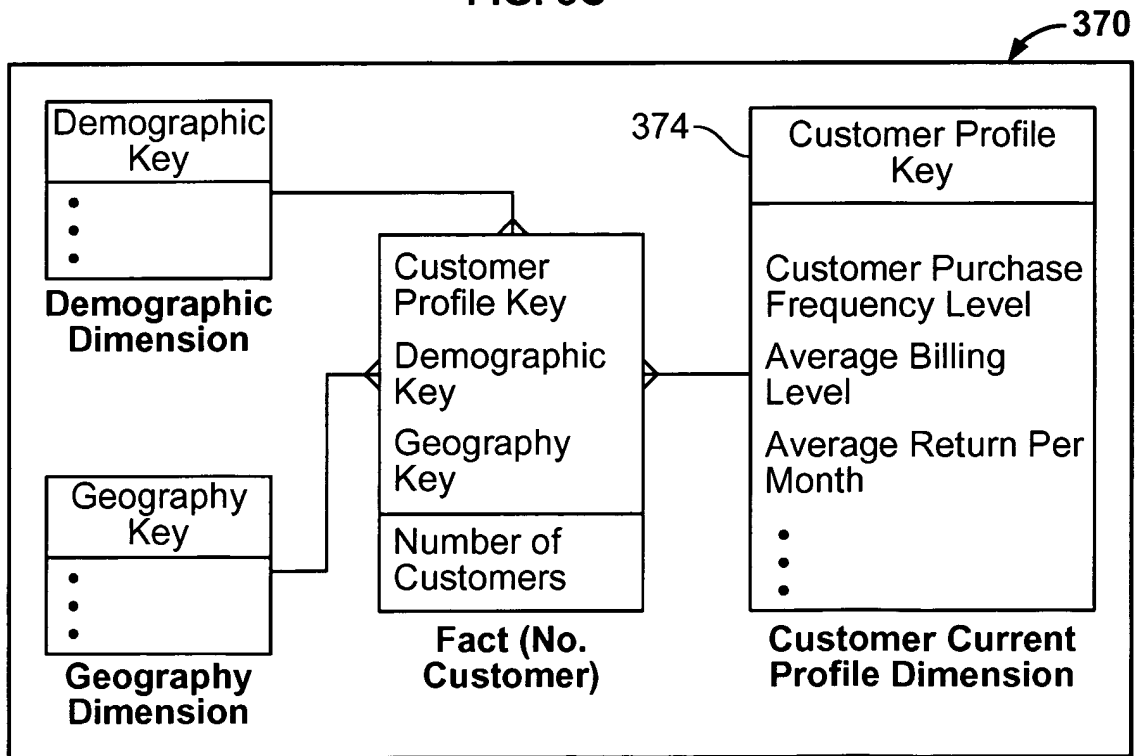 370
Demographic
Key
•
•
•
Demographic
Dimension
Geography
Key
•
•
•
Geography
Dimension
Customer
Profile Key
Demographic
Key
Geography
Key
Number of
Customers
Fact (No.
Customer)
374
Customer Profile
Key
Customer Purchase
Frequency Level
Average Billing
Level
Average Return Per
Month
•
•
•
Customer Current
Profile Dimension